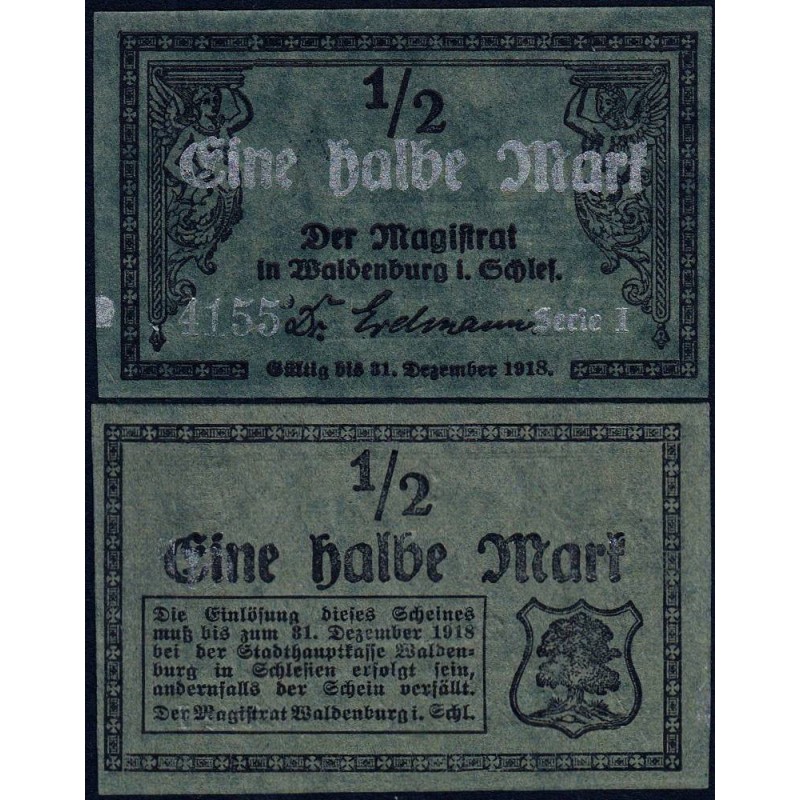 1/2
Eine halbe Mark
Der Magistrat
in Waldenburg i. Schles.
4155 Dr. Erdmann Serie I
Gültig bis 31. Dezember 1918.
1/2
Eine halbe Mark
Die Einlösung dieses Scheines
muß bis zum 31. Dezember 1918
bei der Stadthauptkasse Walden-
burg in Schlesien erfolgt sein,
andernfalls der Schein verfällt.
Der Magistrat Waldenburg i. Schl.